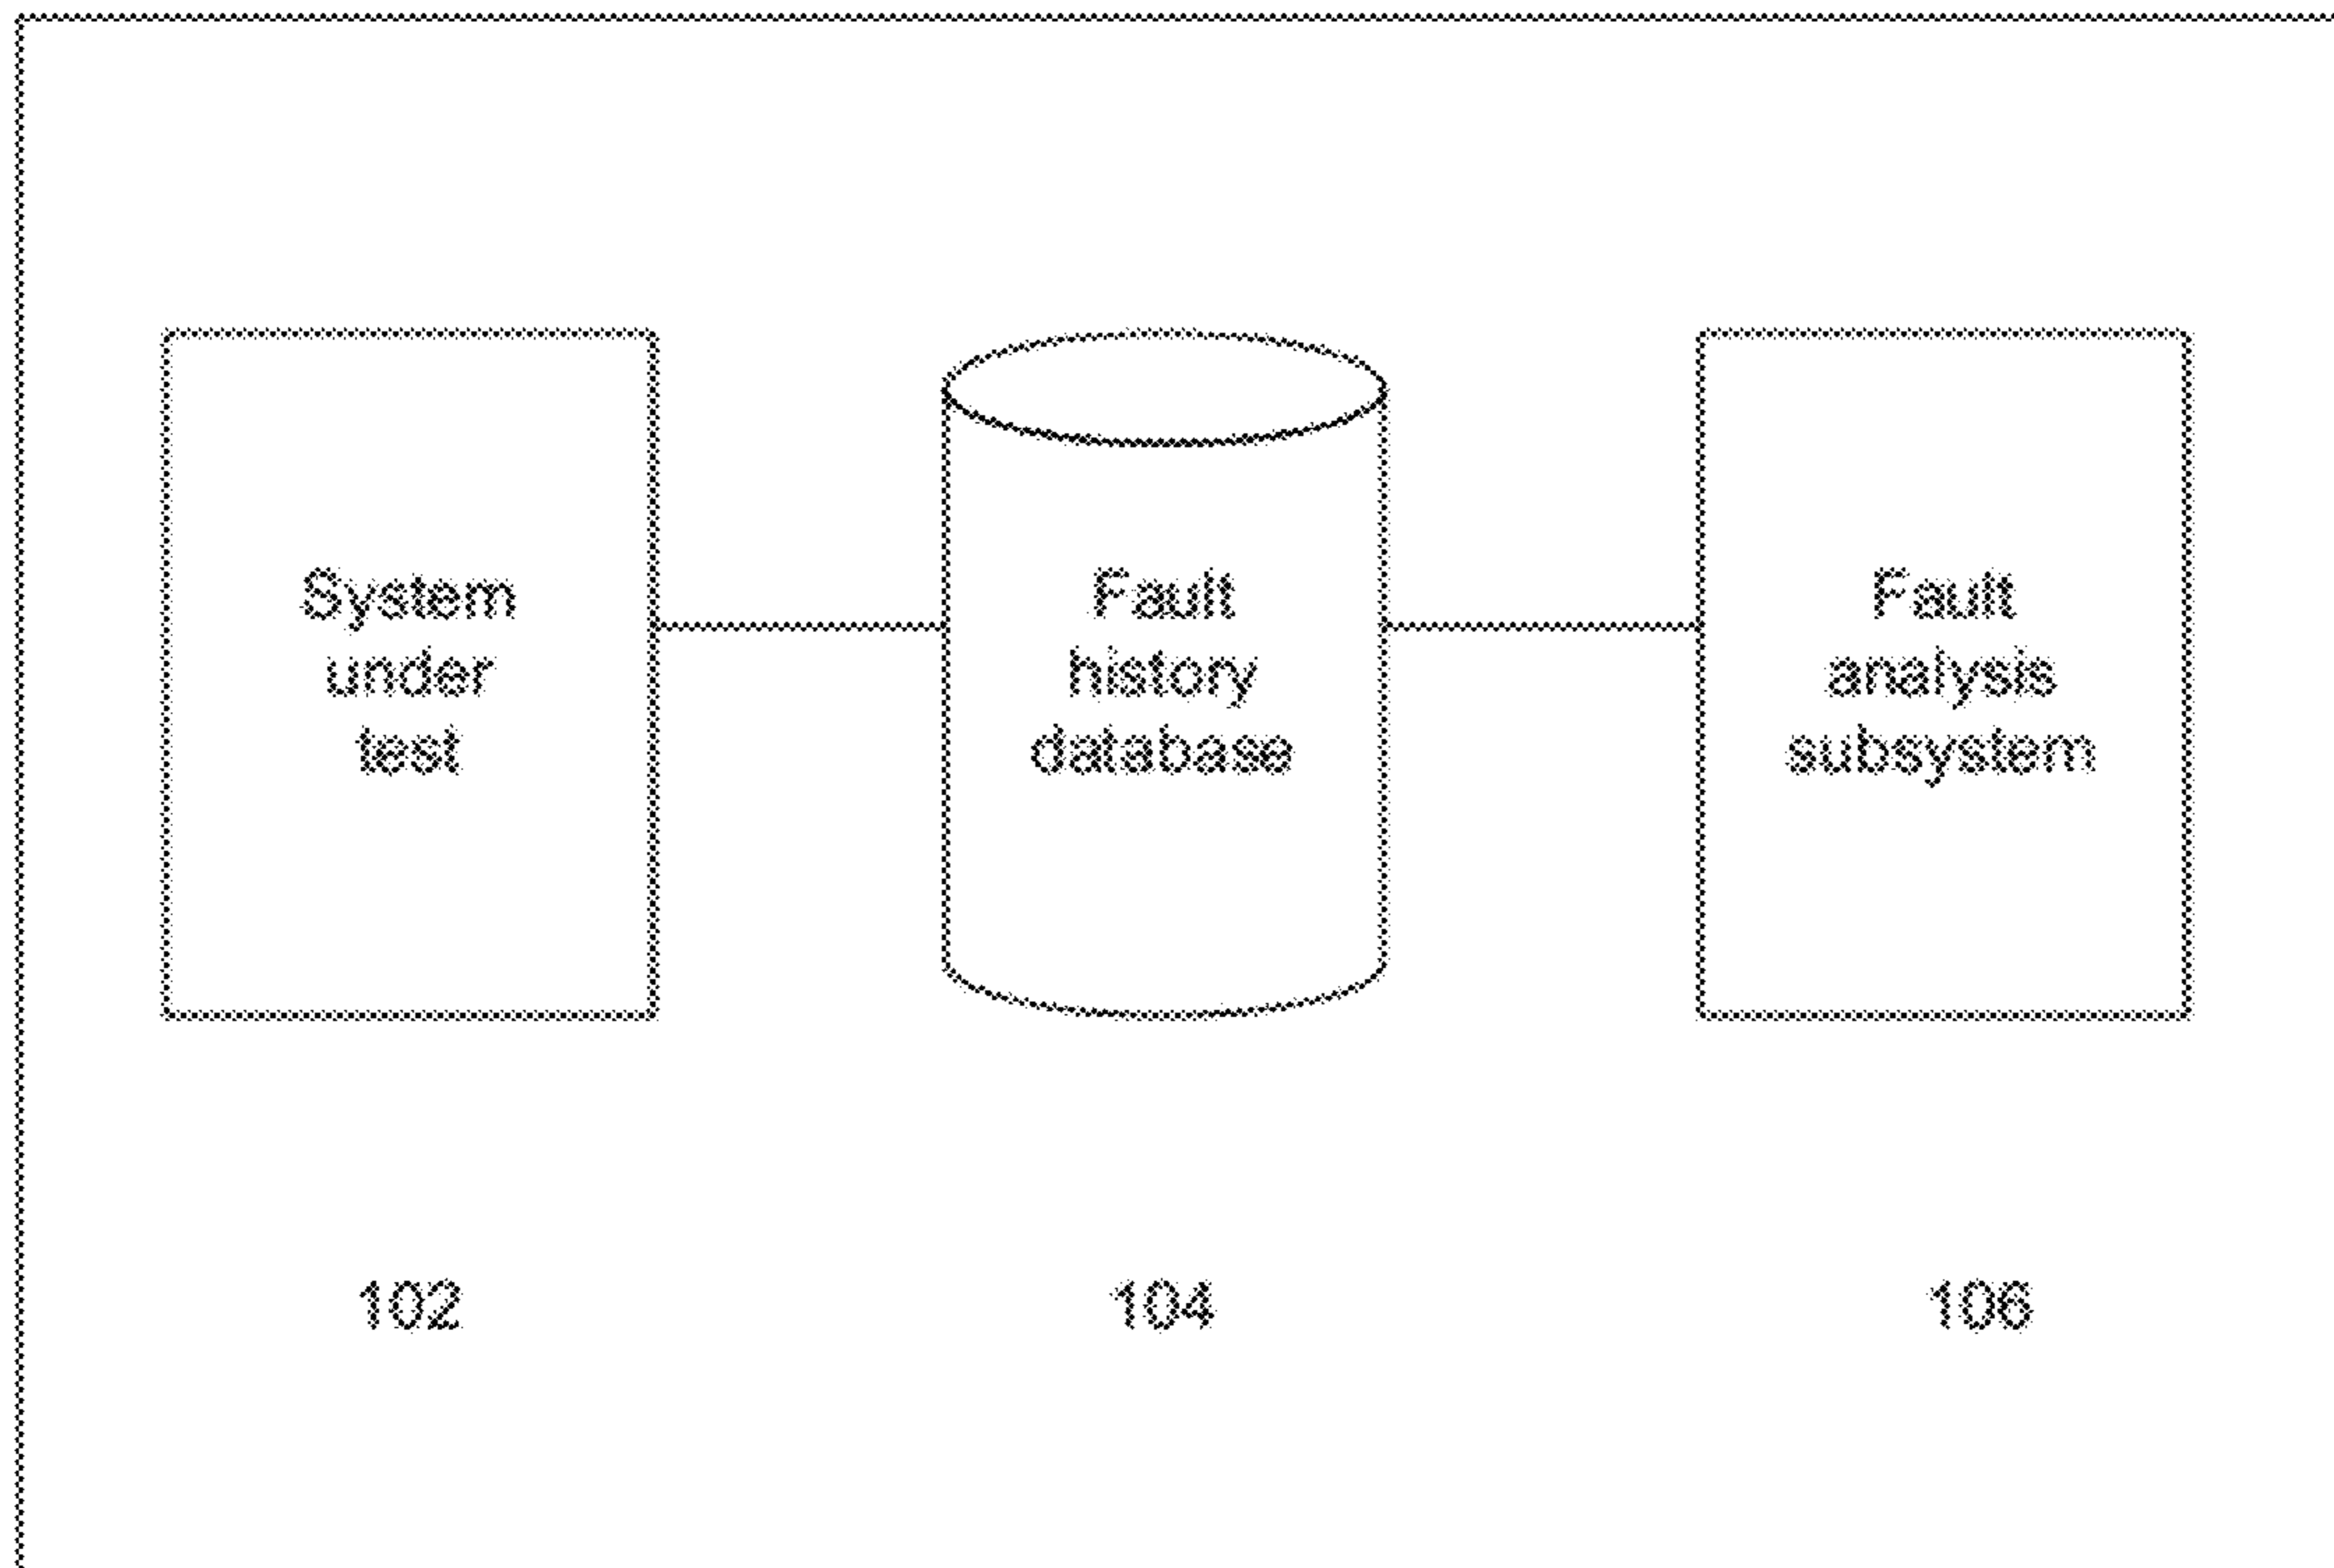 System
under
test
Fault
history
database
Fault
analysis
subsystem
102
104
106